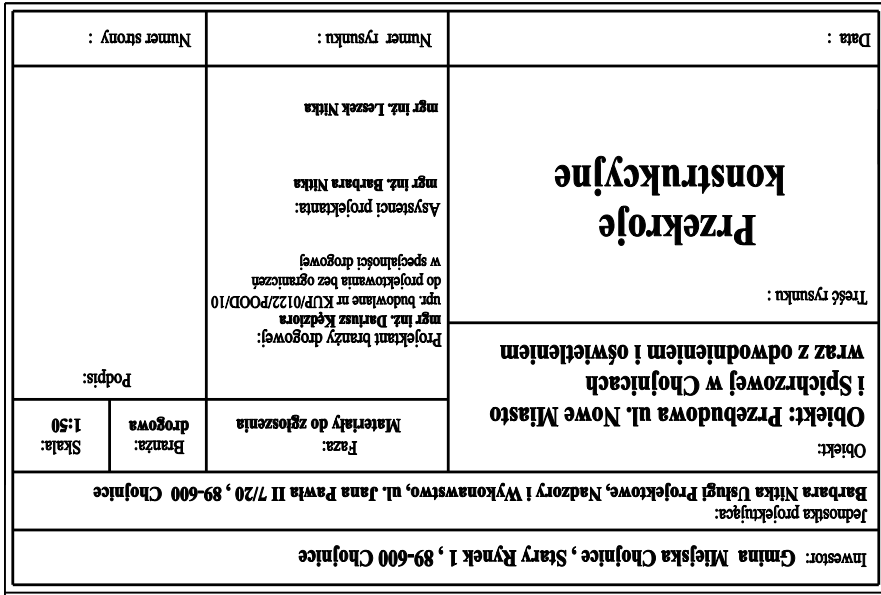 Inwestor: Gmina Miejska Chojnice , Stary Rynek 1 , 89-600 Chojnice
Jednostka projektująca:
Barbara Nitka Usługi Projektowe, Nadzory i Wykonawstwo, ul. Jana Pawła II 7/20 , 89-600 Chojnice
Obiekt:
Obiekt: Przebudowa ul. Nowe Miasto
i Spichrzowej w Chojnicach
wraz z odwodnieniem i oświetleniem
Faza:
Materiały do zgłoszenia
Branża:
drogowa
Skala:
1:50
Treść rysunku :
Przekroje
konstrukcyjne
Projektant branży drogowej:
mgr inż. Dariusz Kędziora
upr. budowlane nr KUP/0122/POOD/10
do projektowania bez ograniczeń
w specjalności drogowej
Asystenci projektanta:
mgr inż. Barbara Nitka
mgr inż. Leszek Nitka
Podpis:
Data :
Numer rysunku :
Numer strony :